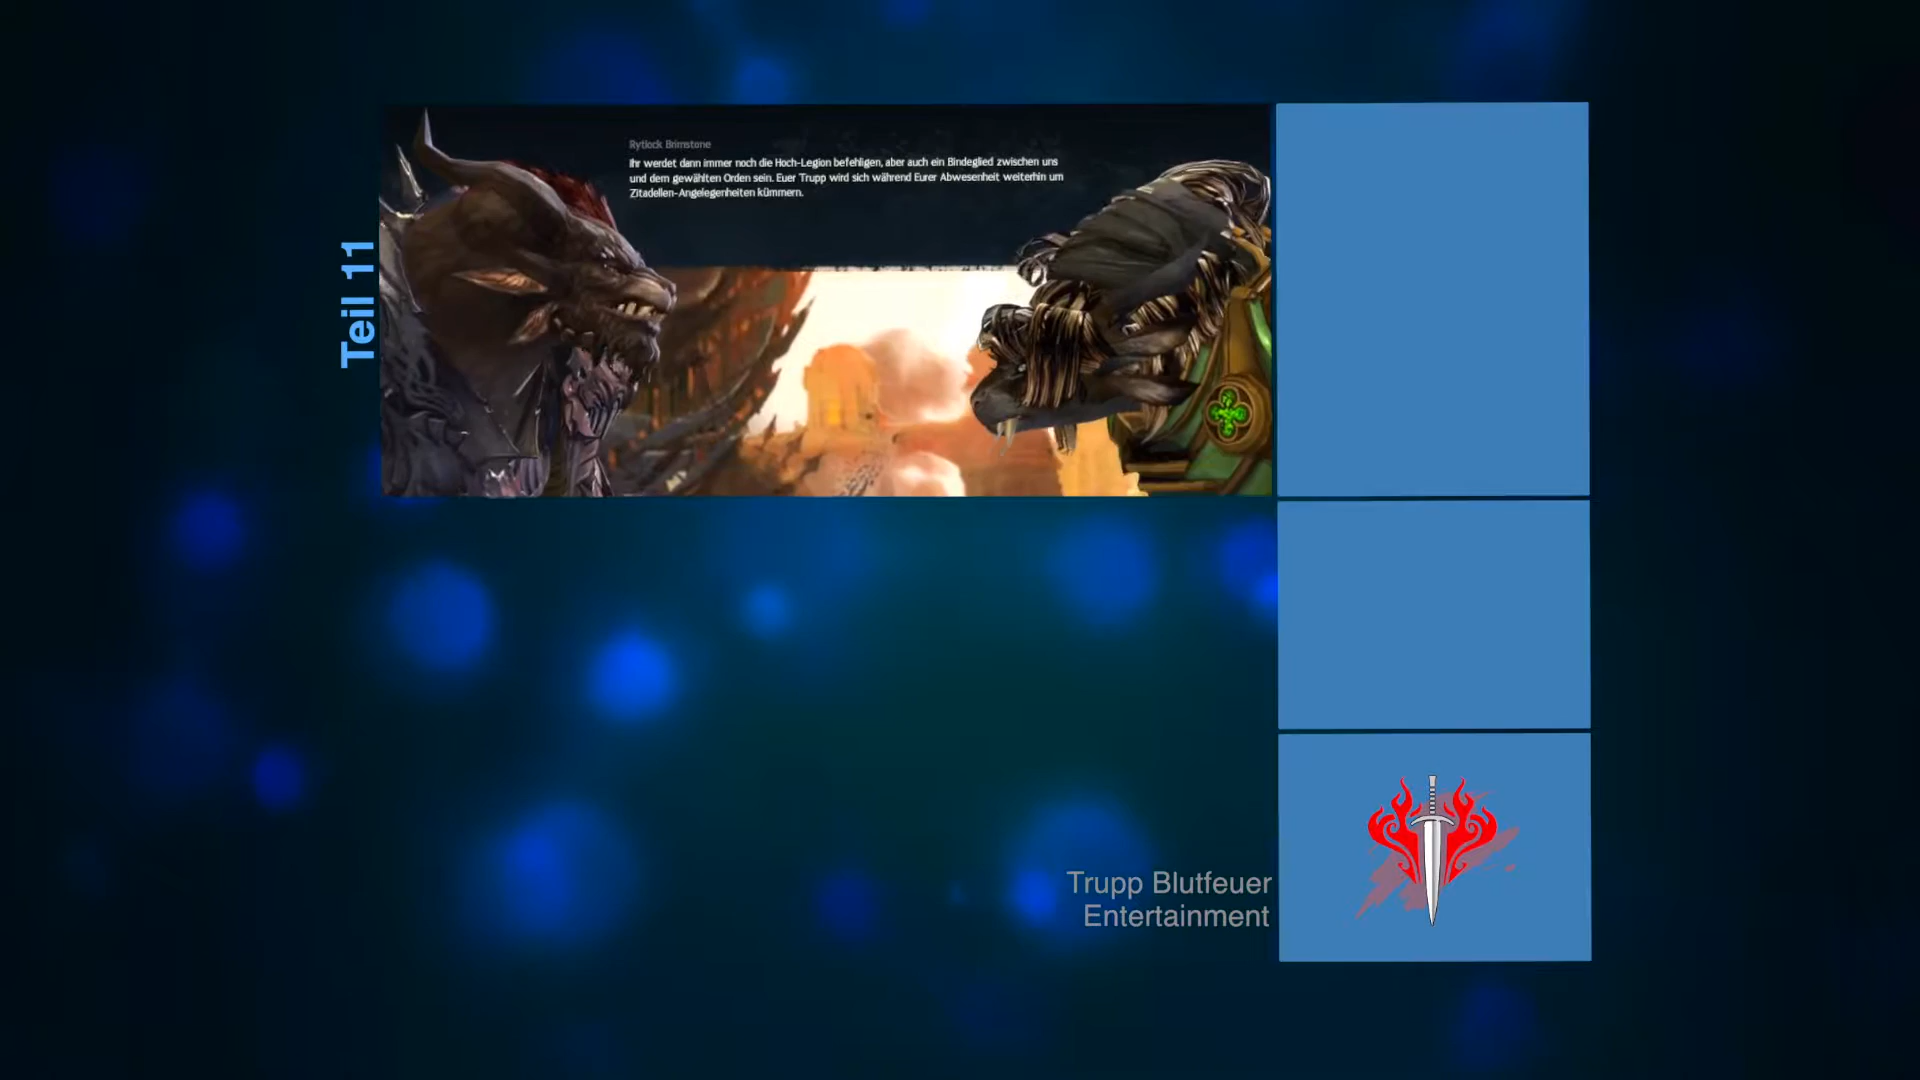 Teil 11
Rytlock Brimstone
Ihr werdet dann immer noch die Hoch-Legion befehligen, aber auch ein Bindeglied zwischen uns
und dem gewählten Orden sein. Euer Trupp wird sich während Eurer Abwesenheit weiterhin um
Zitadellen-Angelegenheiten kümmern.
Trupp Blutfeuer
Entertainment